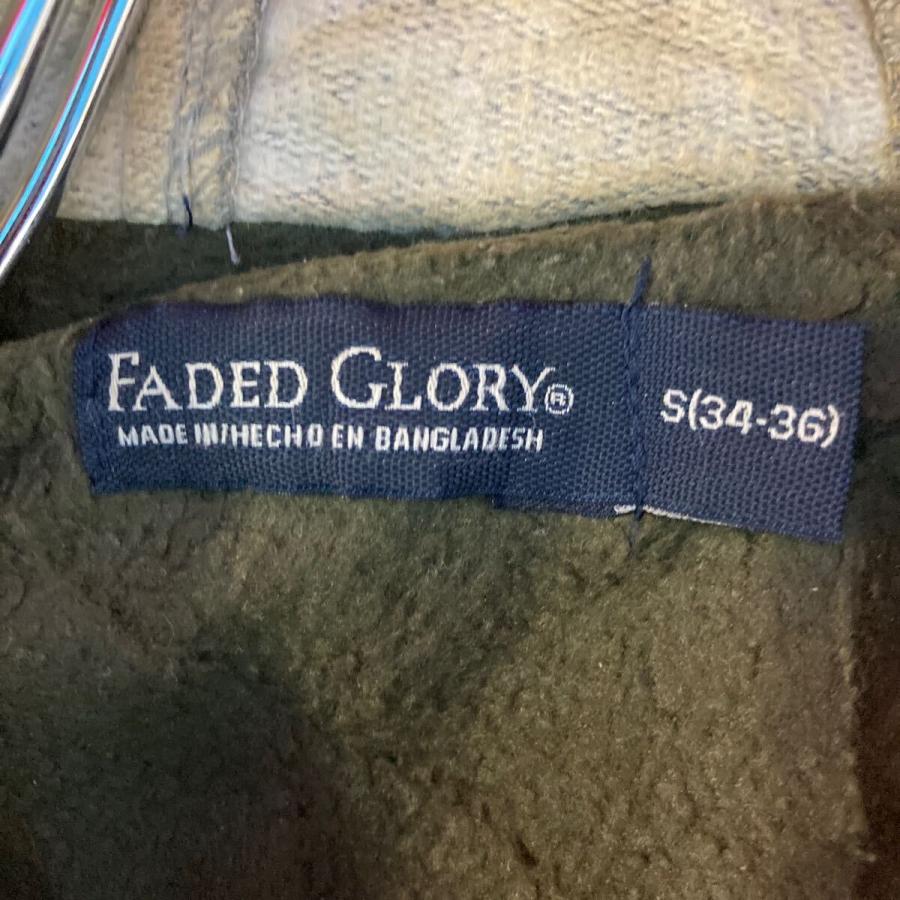 FADED GLORY®
MADE IN/HECHO EN BANGLADESH
S(34-36)